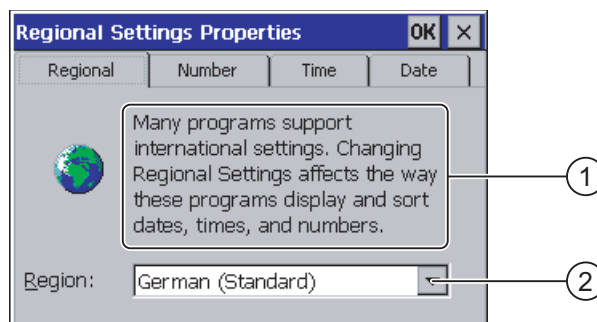 Regional Settings Properties OK ×
Regional Number Time Date
Many programs support
international settings. Changing
Regional Settings affects the way
these programs display and sort
dates, times, and numbers.
1
Region: German (Standard)
2